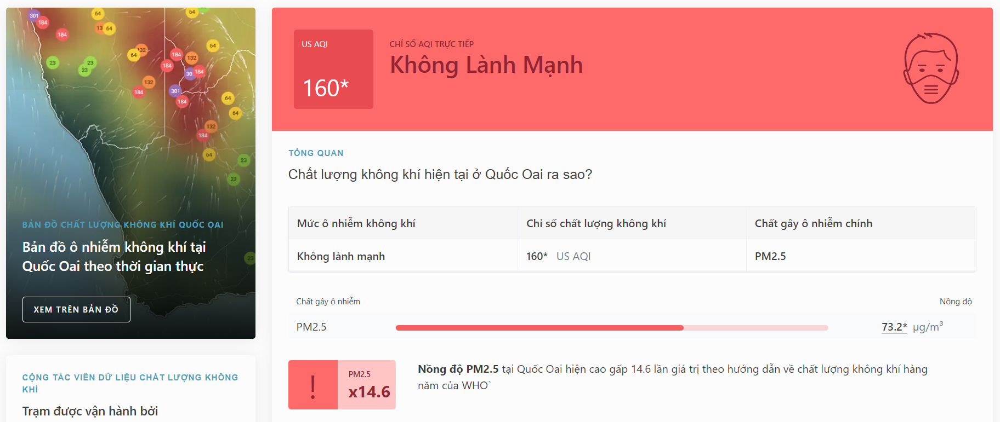 301
184
184
64
64
64
132
64
64
23
23
23
184
132
184
301
184
132
184
301
184
64
64
132
184
64
23
23
23
BẢN ĐỒ CHẤT LƯỢNG KHÔNG KHÍ QUỐC OAI
Bản đồ ô nhiễm không khí tại
Quốc Oai theo thời gian thực
XEM TRÊN BẢN ĐỒ
CỘNG TÁC VIÊN DỮ LIỆU CHẤT LƯỢNG KHÔNG
KHÍ
Trạm được vận hành bởi
US AQI
160*
CHỈ SỐ AQI TRỰC TIẾP
Không Lành Mạnh
TỔNG QUAN
Chất lượng không khí hiện tại ở Quốc Oai ra sao?
Mức ô nhiễm không khí Chỉ số chất lượng không khí Chất gây ô nhiễm chính
Không lành mạnh 160* US AQI PM2.5
Chất gây ô nhiễm Nồng độ
PM2.5 73.2* µg/m³
!
PM2.5
x14.6
Nồng độ PM2.5 tại Quốc Oai hiện cao gấp 14.6 lần giá trị theo hướng dẫn về chất lượng không khí hàng
năm của WHO`